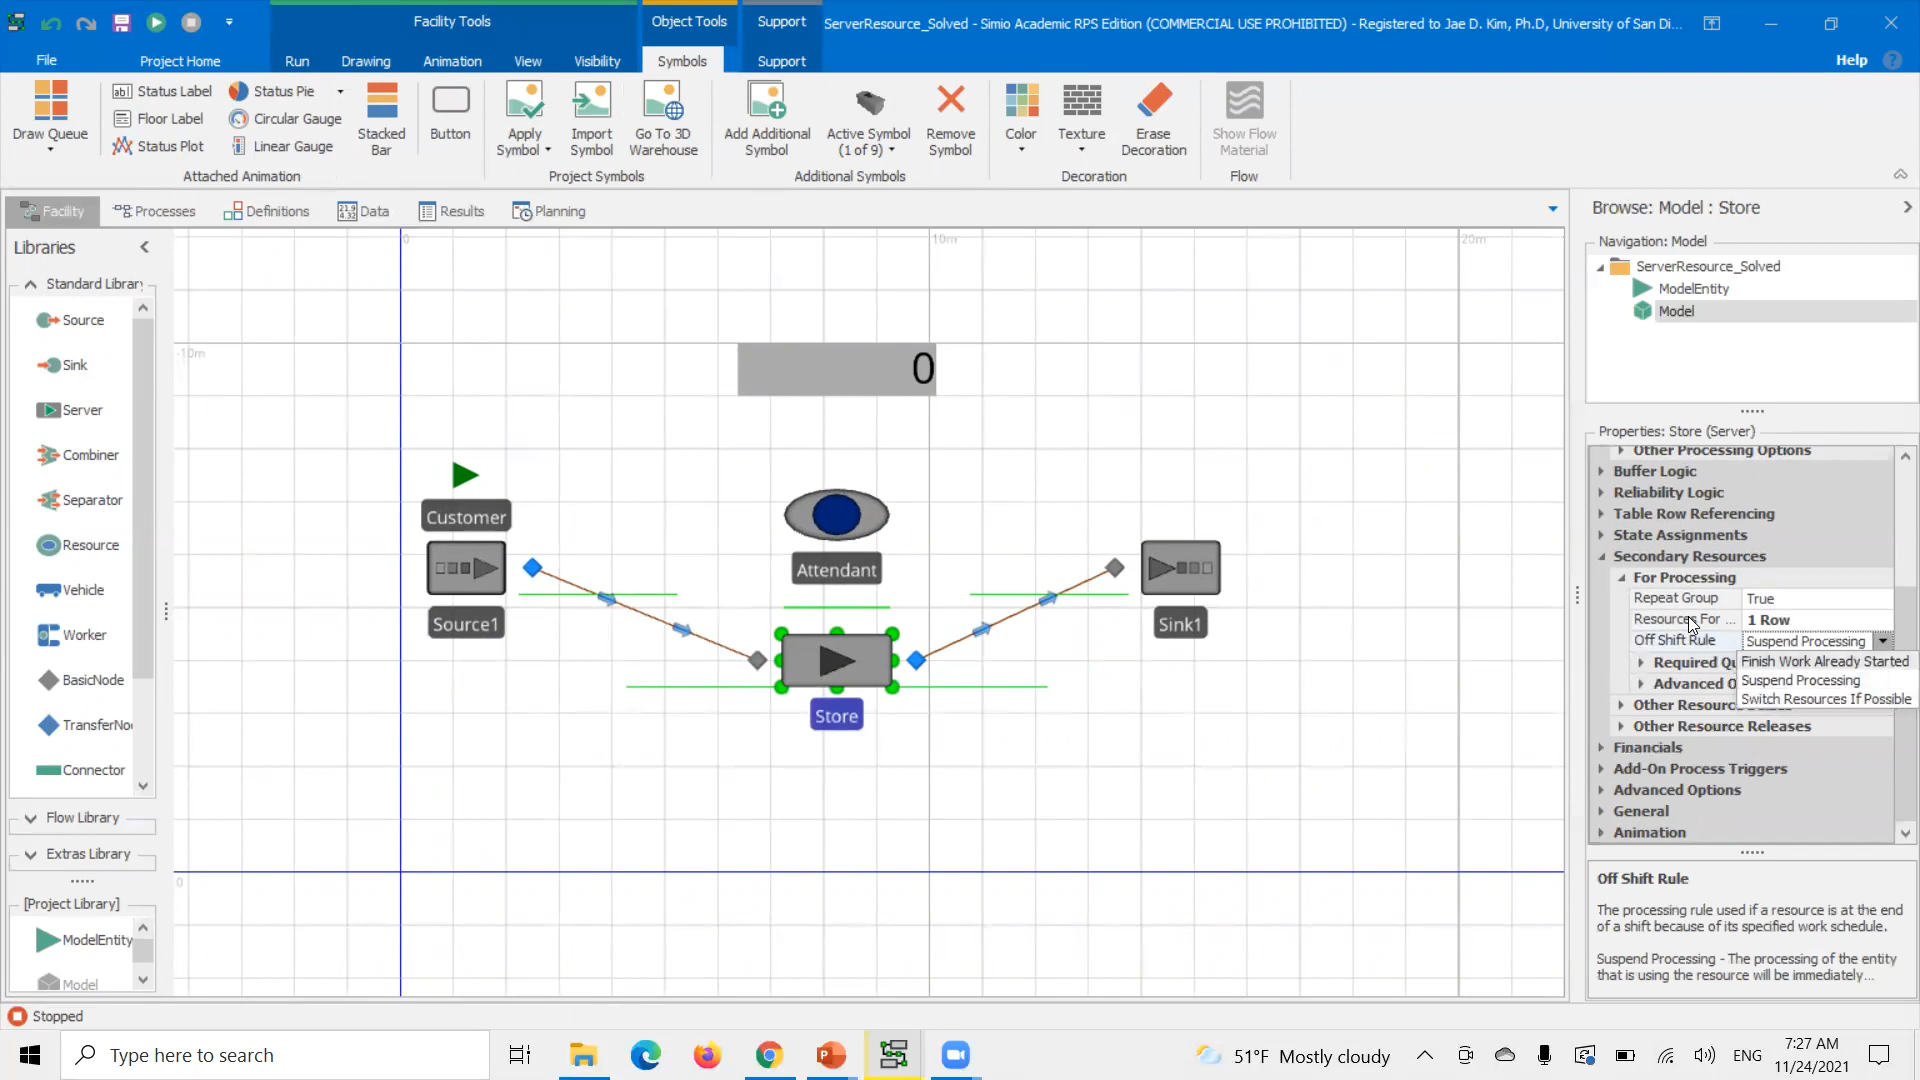 Facility Tools
Object Tools
Support
ServerResource_Solved - Simio Academic RPS Edition (COMMERCIAL USE PROHIBITED) - Registered to Jae D. Kim, Ph.D, University of San Di...
File
Project Home
Run
Drawing
Animation
View
Visibility
Symbols
Support
Help
Draw Queue
Status Label
Floor Label
Status Plot
Status Pie
Circular Gauge
Linear Gauge
Stacked Bar
Button
Apply Symbol
Import Symbol
Go To 3D Warehouse
Add Additional Symbol
Active Symbol (1 of 9)
Remove Symbol
Color
Texture
Erase Decoration
Show Flow Material
Attached Animation
Project Symbols
Additional Symbols
Decoration
Flow
Facility
Processes
Definitions
Data
Results
Planning
Libraries
Standard Library
Source
Sink
Server
Combiner
Separator
Resource
Vehicle
Worker
BasicNode
TransferNo
Connector
Flow Library
Extras Library
[Project Library]
ModelEntity
Model
0
10m
20m
-10m
0
0
Customer
Source1
Attendant
Store
Sink1
Browse: Model : Store
Navigation: Model
ServerResource_Solved
ModelEntity
Model
Properties: Store (Server)
Other Processing Options
Buffer Logic
Reliability Logic
Table Row Referencing
State Assignments
Secondary Resources
For Processing
Repeat Group
True
Resources For ...
1 Row
Off Shift Rule
Suspend Processing
Finish Work Already Started
Suspend Processing
Switch Resources If Possible
Required Qu
Advanced O
Other Resource
Other Resource Releases
Financials
Add-On Process Triggers
Advanced Options
General
Animation
Off Shift Rule
The processing rule used if a resource is at the end
of a shift because of its specified work schedule.
Suspend Processing - The processing of the entity
that is using the resource will be immediately...
Stopped
Type here to search
51°F Mostly cloudy
ENG
7:27 AM
11/24/2021